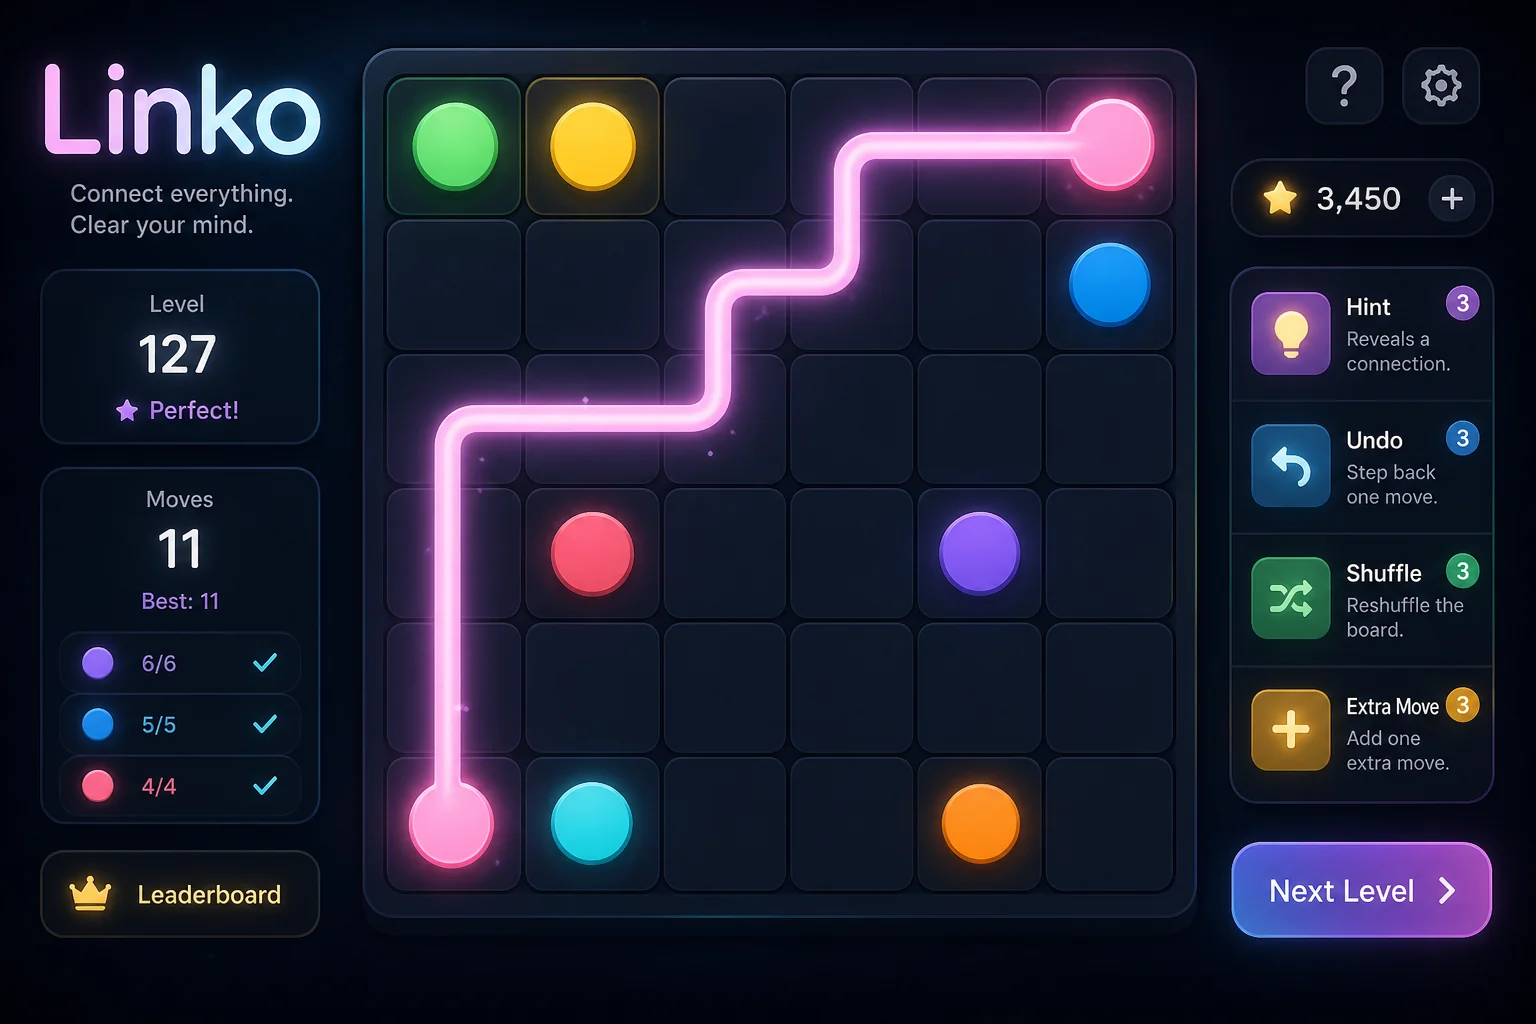 Linko
Connect everything.
Clear your mind.
Level
127
Perfect!
Moves
11
Best: 11
6/6
5/5
4/4
Leaderboard
?
3,450
+
Hint
3
Reveals a
connection.
Undo
3
Step back
one move.
Shuffle
3
Reshuffle the
board.
Extra Move
3
Add one
extra move.
Next Level